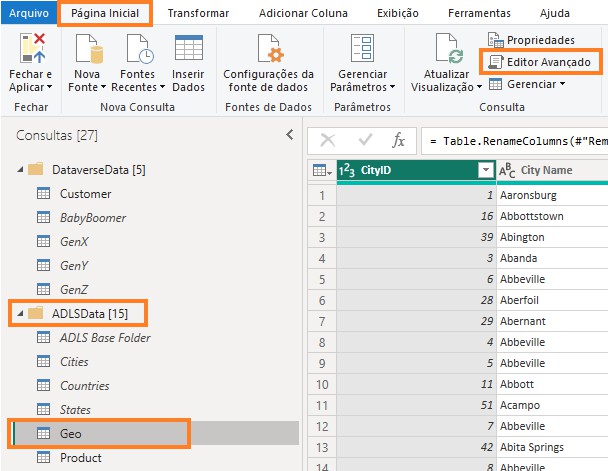 Arquivo Página Inicial Transformar Adicionar Coluna Exibição Ferramentas Ajuda
Fechar e Aplicar
Fechar
Nova Fonte
Fontes Recentes
Inserir Dados
Nova Consulta
Configurações da fonte de dados
Fontes de Dados
Gerenciar Parâmetros
Parâmetros
Atualizar Visualização
Propriedades
Editor Avançado
Gerenciar
Consulta
Consultas [27]
DataverseData [5]
Customer
BabyBoomer
GenX
GenY
GenZ
ADLSData [15]
ADLS Base Folder
Cities
Countries
States
Geo
Product
fx = Table.RenameColumns(#"Rem
123 CityID ABC City Name
1 1 Aaronsburg
2 16 Abbottstown
3 39 Abington
4 3 Abanda
5 6 Abbeville
6 28 Aberfoil
7 29 Abernant
8 4 Abbeville
9 5 Abbeville
10 11 Abbott
11 51 Acampo
12 7 Abbeville
13 42 Abita Springs
14 8 Abbeville